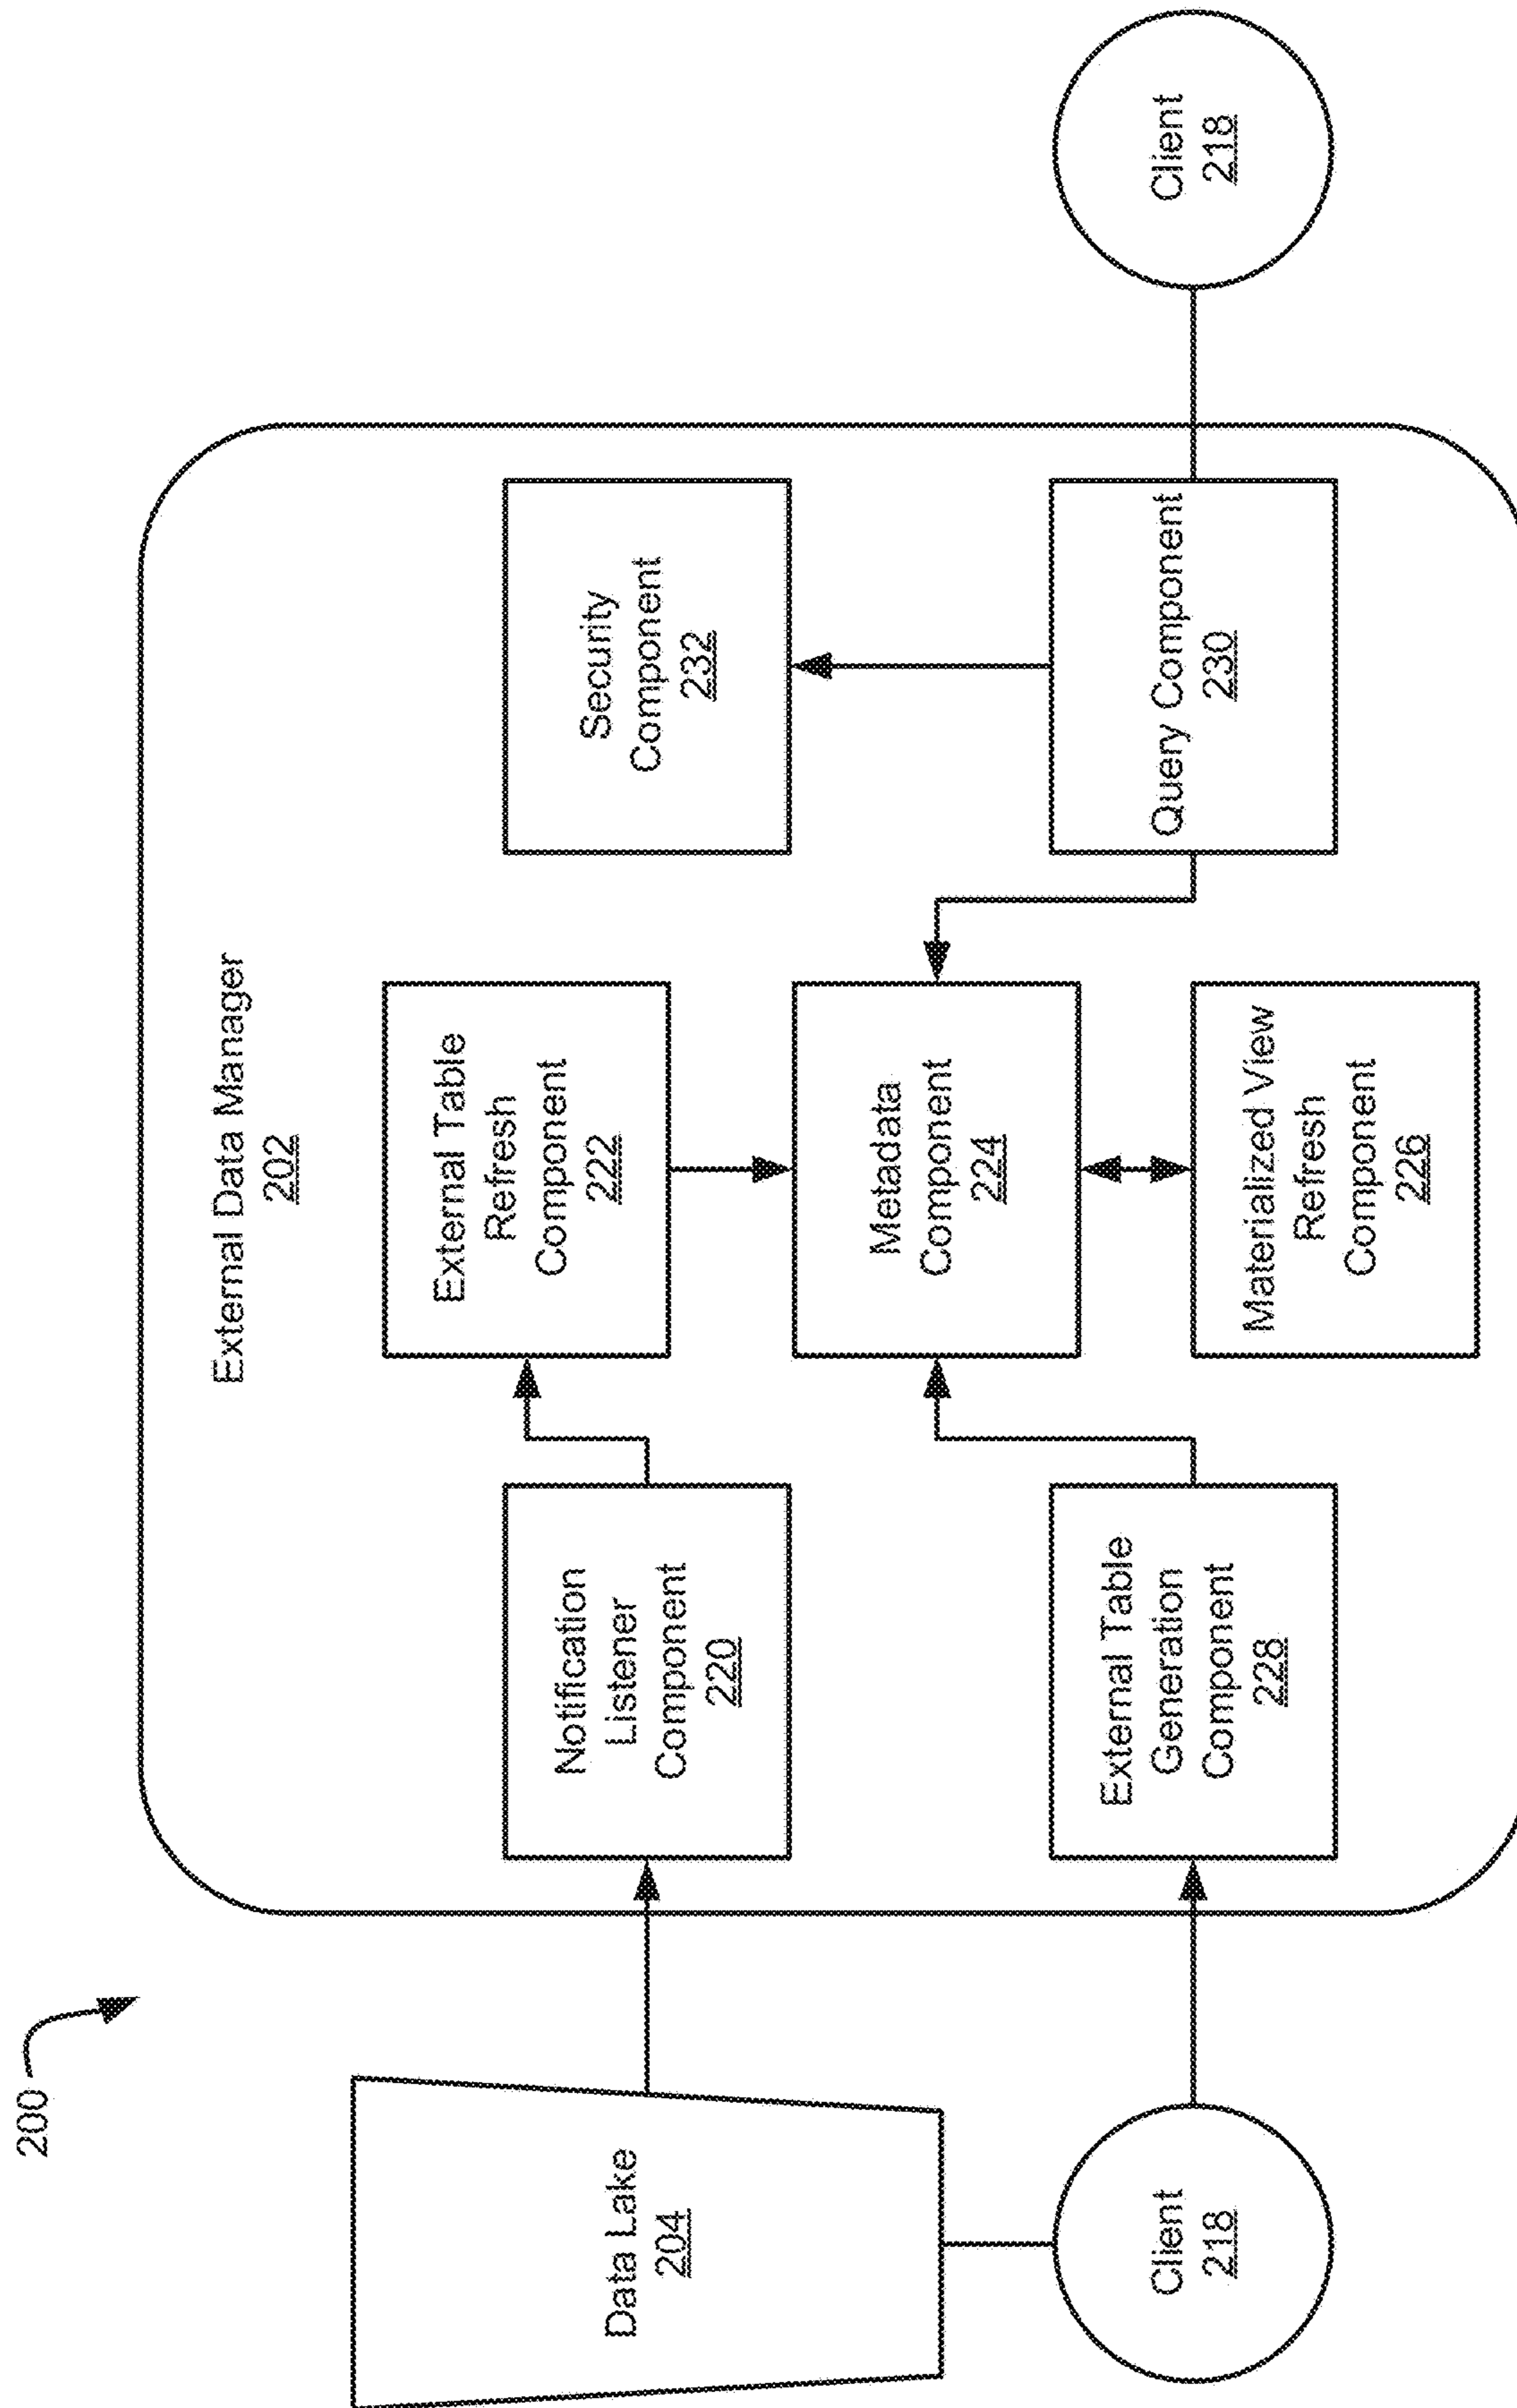 200
External Data Manager
202
Data Lake
204
Client
218
Notification
Listener
Component
220
External Table
Refresh
Component
222
Security
Component
232
Metadata
Component
224
External Table
Generation
Component
228
Materialized View
Refresh
Component
226
Query Component
230
Client
218